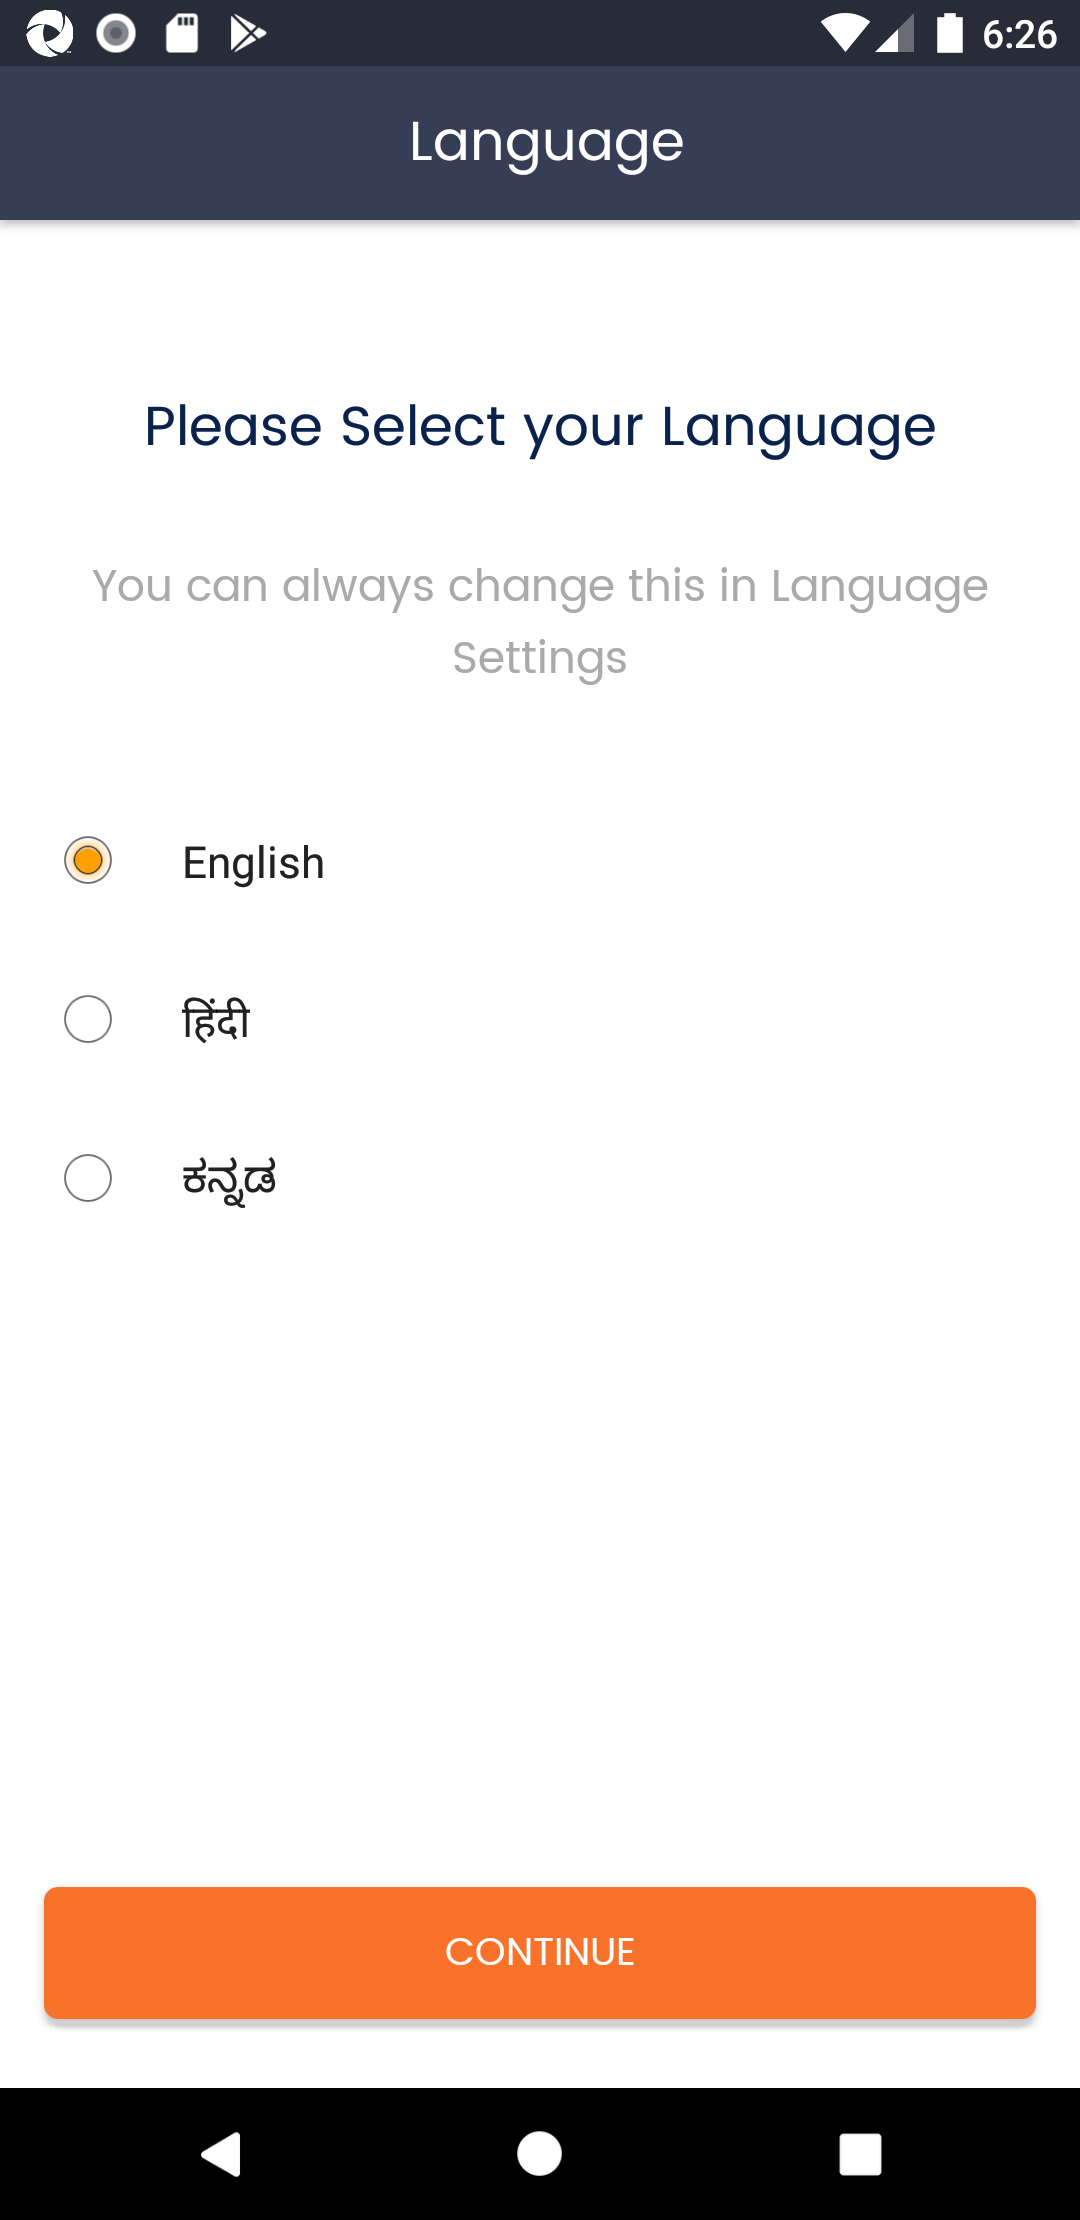 6:26
Language
Please Select your Language
You can always change this in Language
Settings
English
हिंदी
ಕನ್ನಡ
CONTINUE